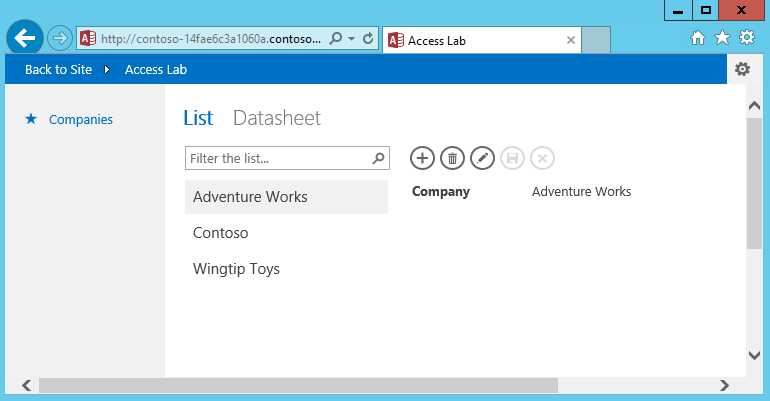 http://contoso-14fae6c3a1060a.contoso...
Access Lab
Back to Site Access Lab
Companies
List Datasheet
Filter the list...
Company Adventure Works
Adventure Works
Contoso
Wingtip Toys